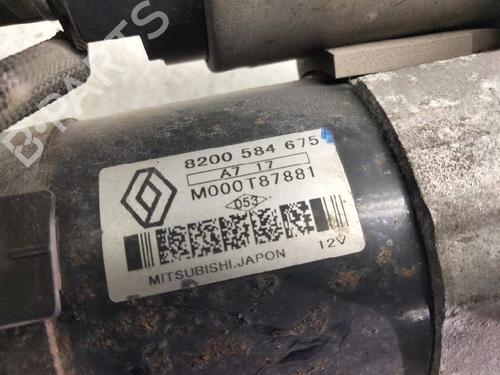 8200 584 675
A7 17
M000T87881
053
12V
MITSUBISHI.JAPON
B-PARTS